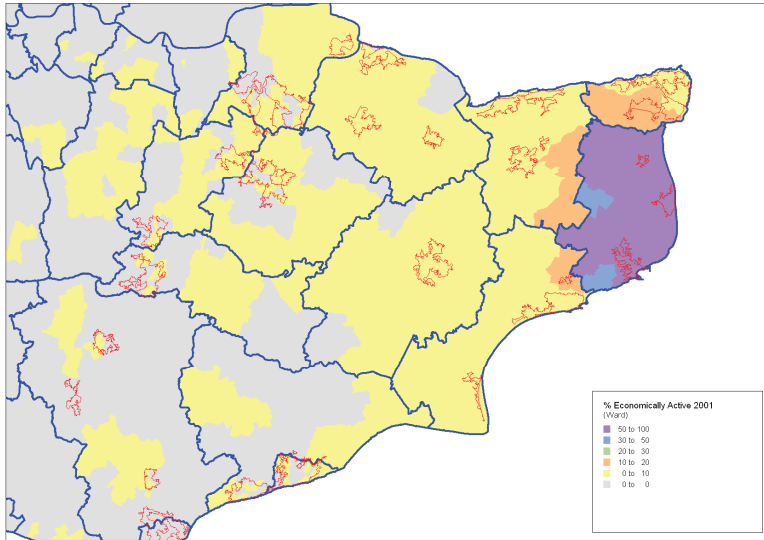 % Economically Active 2001
(Ward)
50 to 100
30 to 50
20 to 30
10 to 20
0 to 10
0 to 0